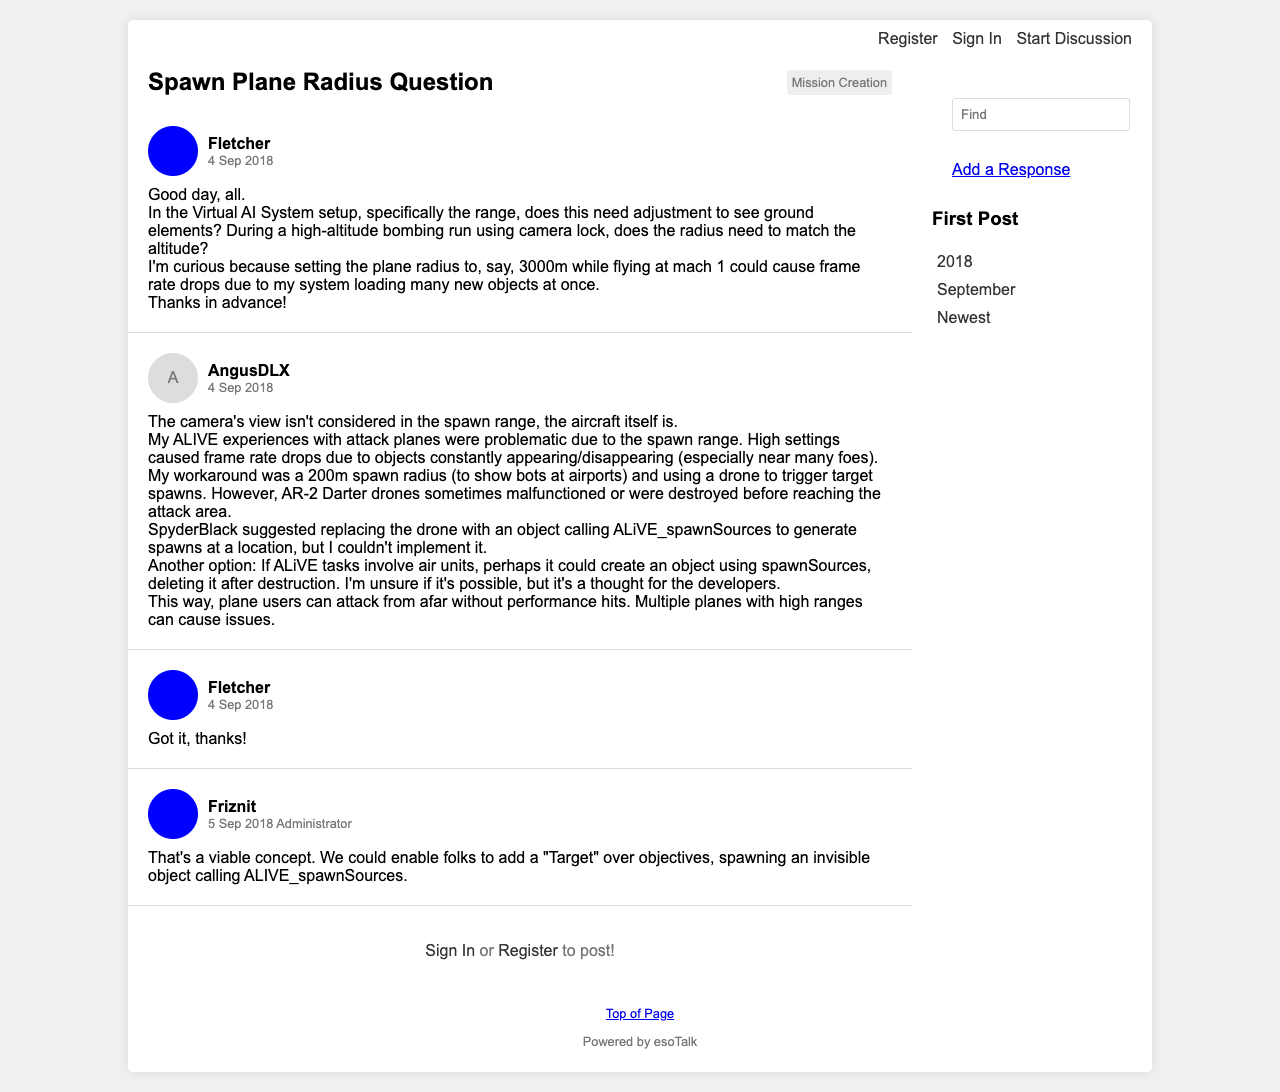 Register Sign In Start Discussion
Spawn Plane Radius Question
Mission Creation
Find
Add a Response
First Post
2018
September
Newest
Fletcher
4 Sep 2018
Good day, all.
In the Virtual AI System setup, specifically the range, does this need adjustment to see ground
elements? During a high-altitude bombing run using camera lock, does the radius need to match the
altitude?
I'm curious because setting the plane radius to, say, 3000m while flying at mach 1 could cause frame
rate drops due to my system loading many new objects at once.
Thanks in advance!
A
AngusDLX
4 Sep 2018
The camera's view isn't considered in the spawn range, the aircraft itself is.
My ALIVE experiences with attack planes were problematic due to the spawn range. High settings
caused frame rate drops due to objects constantly appearing/disappearing (especially near many foes).
My workaround was a 200m spawn radius (to show bots at airports) and using a drone to trigger target
spawns. However, AR-2 Darter drones sometimes malfunctioned or were destroyed before reaching the
attack area.
SpyderBlack suggested replacing the drone with an object calling ALiVE_spawnSources to generate
spawns at a location, but I couldn't implement it.
Another option: If ALiVE tasks involve air units, perhaps it could create an object using spawnSources,
deleting it after destruction. I'm unsure if it's possible, but it's a thought for the developers.
This way, plane users can attack from afar without performance hits. Multiple planes with high ranges
can cause issues.
Fletcher
4 Sep 2018
Got it, thanks!
Friznit
5 Sep 2018 Administrator
That's a viable concept. We could enable folks to add a "Target" over objectives, spawning an invisible
object calling ALIVE_spawnSources.
Sign In or Register to post!
Top of Page
Powered by esoTalk